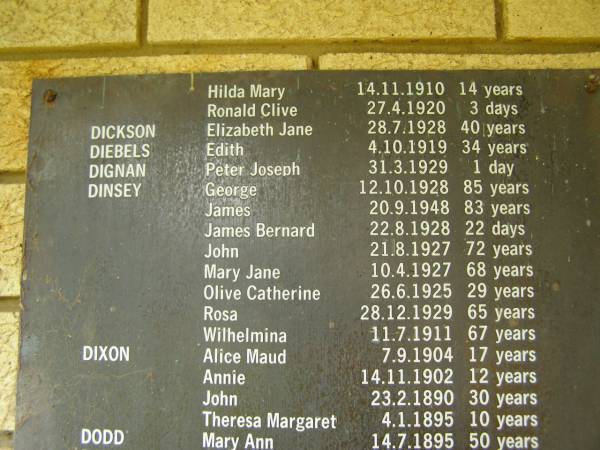 Hilda Mary 14.11.1910 14 years
Ronald Clive 27.4.1920 3 days
DICKSON Elizabeth Jane 28.7.1928 40 years
DIEBELS Edith 4.10.1919 34 years
DIGNAN Peter Joseph 31.3.1929 1 day
DINSEY George 12.10.1928 85 years
James 20.9.1948 83 years
James Bernard 22.8.1928 22 days
John 21.8.1927 72 years
Mary Jane 10.4.1927 68 years
Olive Catherine 26.6.1925 29 years
Rosa 28.12.1929 65 years
Wilhelmina 11.7.1911 67 years
DIXON Alice Maud 7.9.1904 17 years
Annie 14.11.1902 12 years
John 23.2.1890 30 years
Theresa Margaret 4.1.1895 10 years
DODD Mary Ann 14.7.1895 50 years